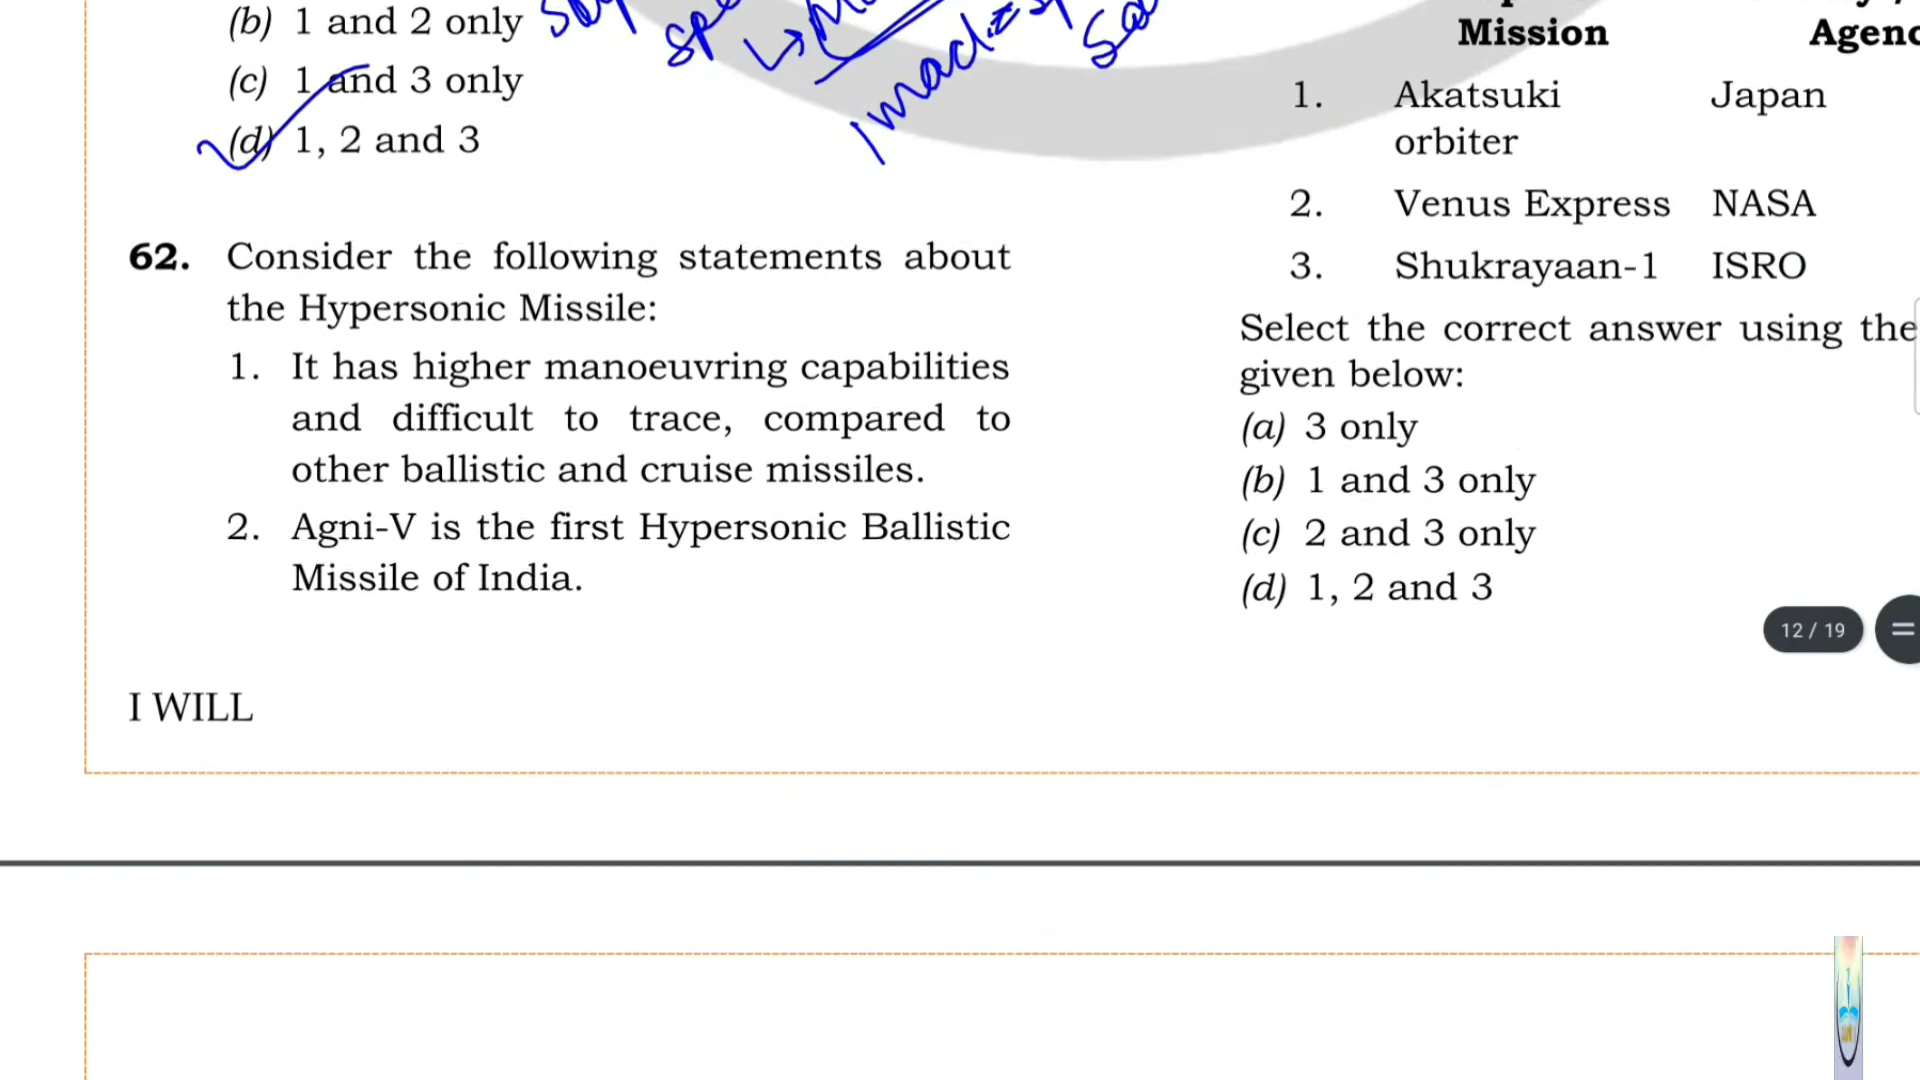 (b) 1 and 2 only
(c) 1 and 3 only
(d) 1, 2 and 3
62. Consider the following statements about
the Hypersonic Missile:
1. It has higher manoeuvring capabilities
and difficult to trace, compared to
other ballistic and cruise missiles.
2. Agni-V is the first Hypersonic Ballistic
Missile of India.
I WILL
Mission
1. Akatsuki Japan
orbiter
2. Venus Express NASA
3. Shukrayaan-1 ISRO
Select the correct answer using the
given below:
(a) 3 only
(b) 1 and 3 only
(c) 2 and 3 only
(d) 1, 2 and 3
12 / 19